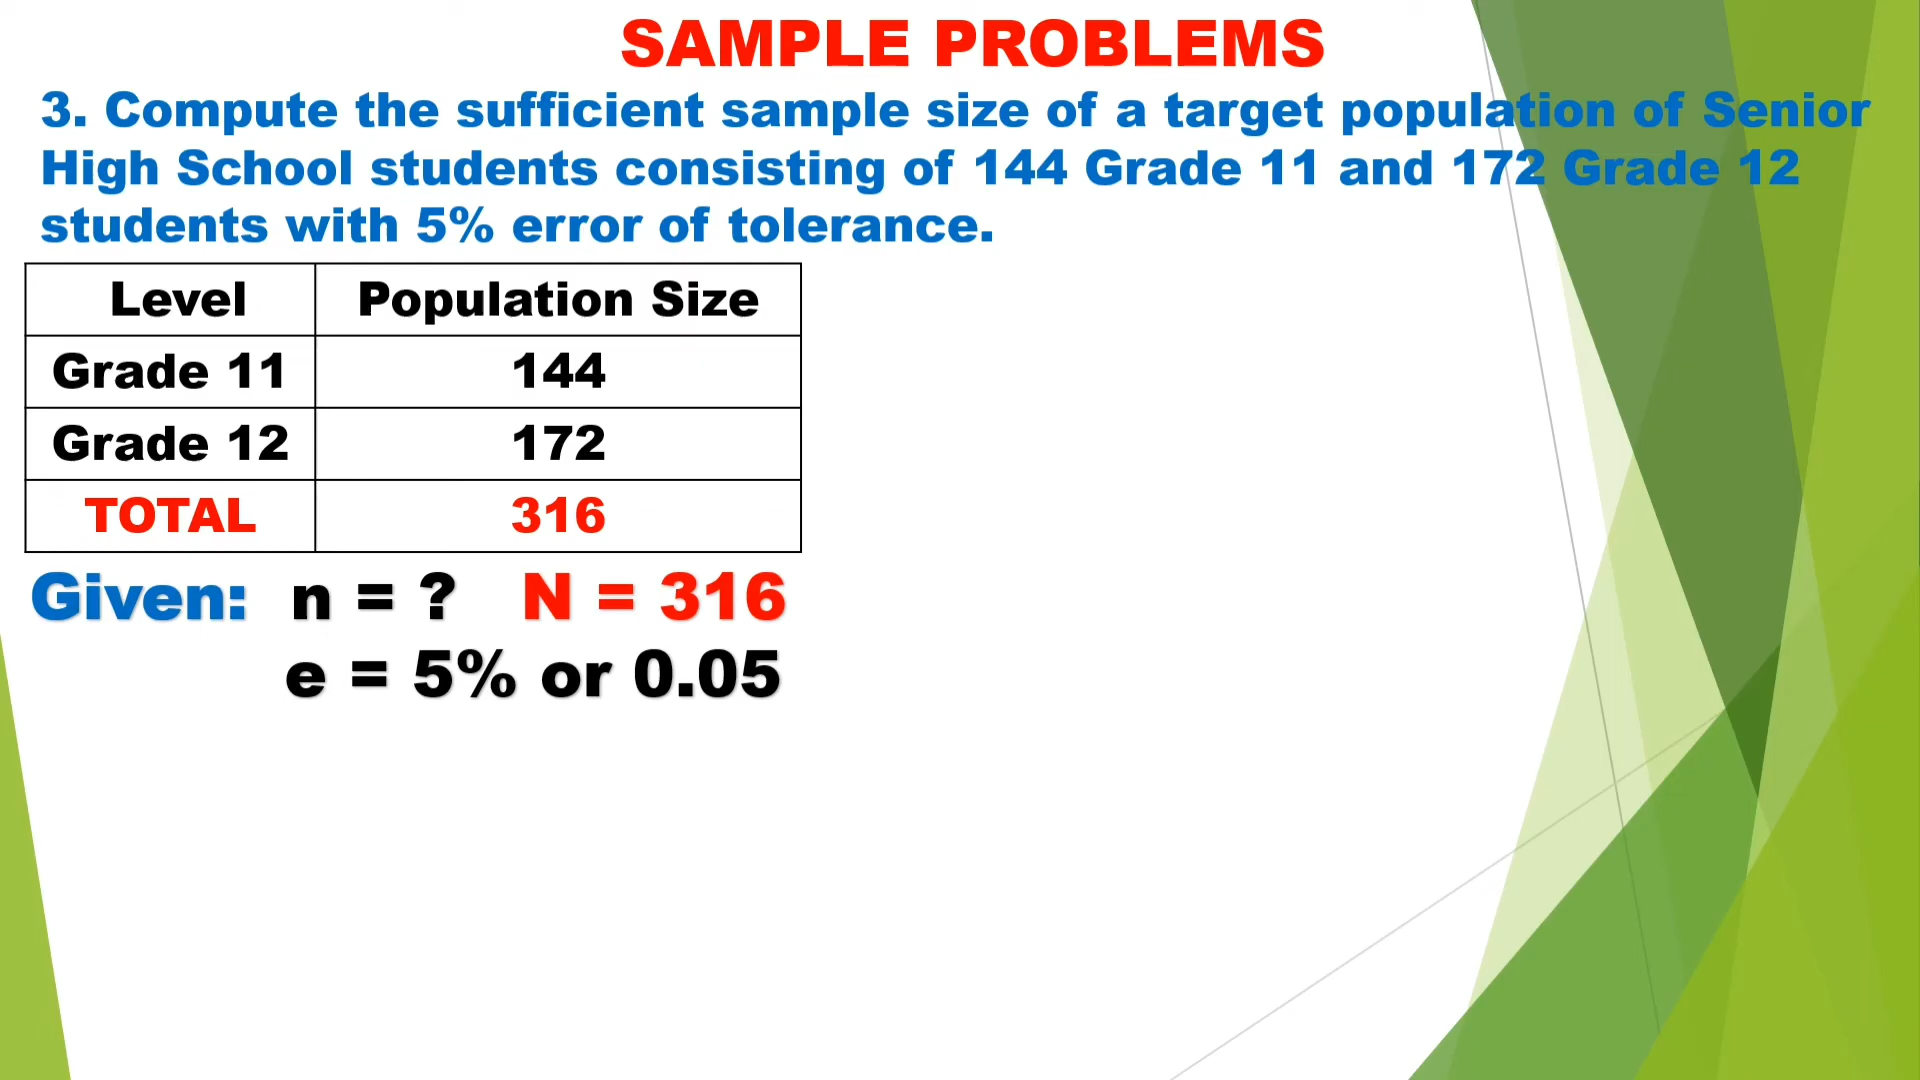 SAMPLE PROBLEMS
3. Compute the sufficient sample size of a target population of Senior
High School students consisting of 144 Grade 11 and 172 Grade 12
students with 5% error of tolerance.
Level Population Size
Grade 11 144
Grade 12 172
TOTAL 316
Given: n = ? N = 316
e = 5% or 0.05